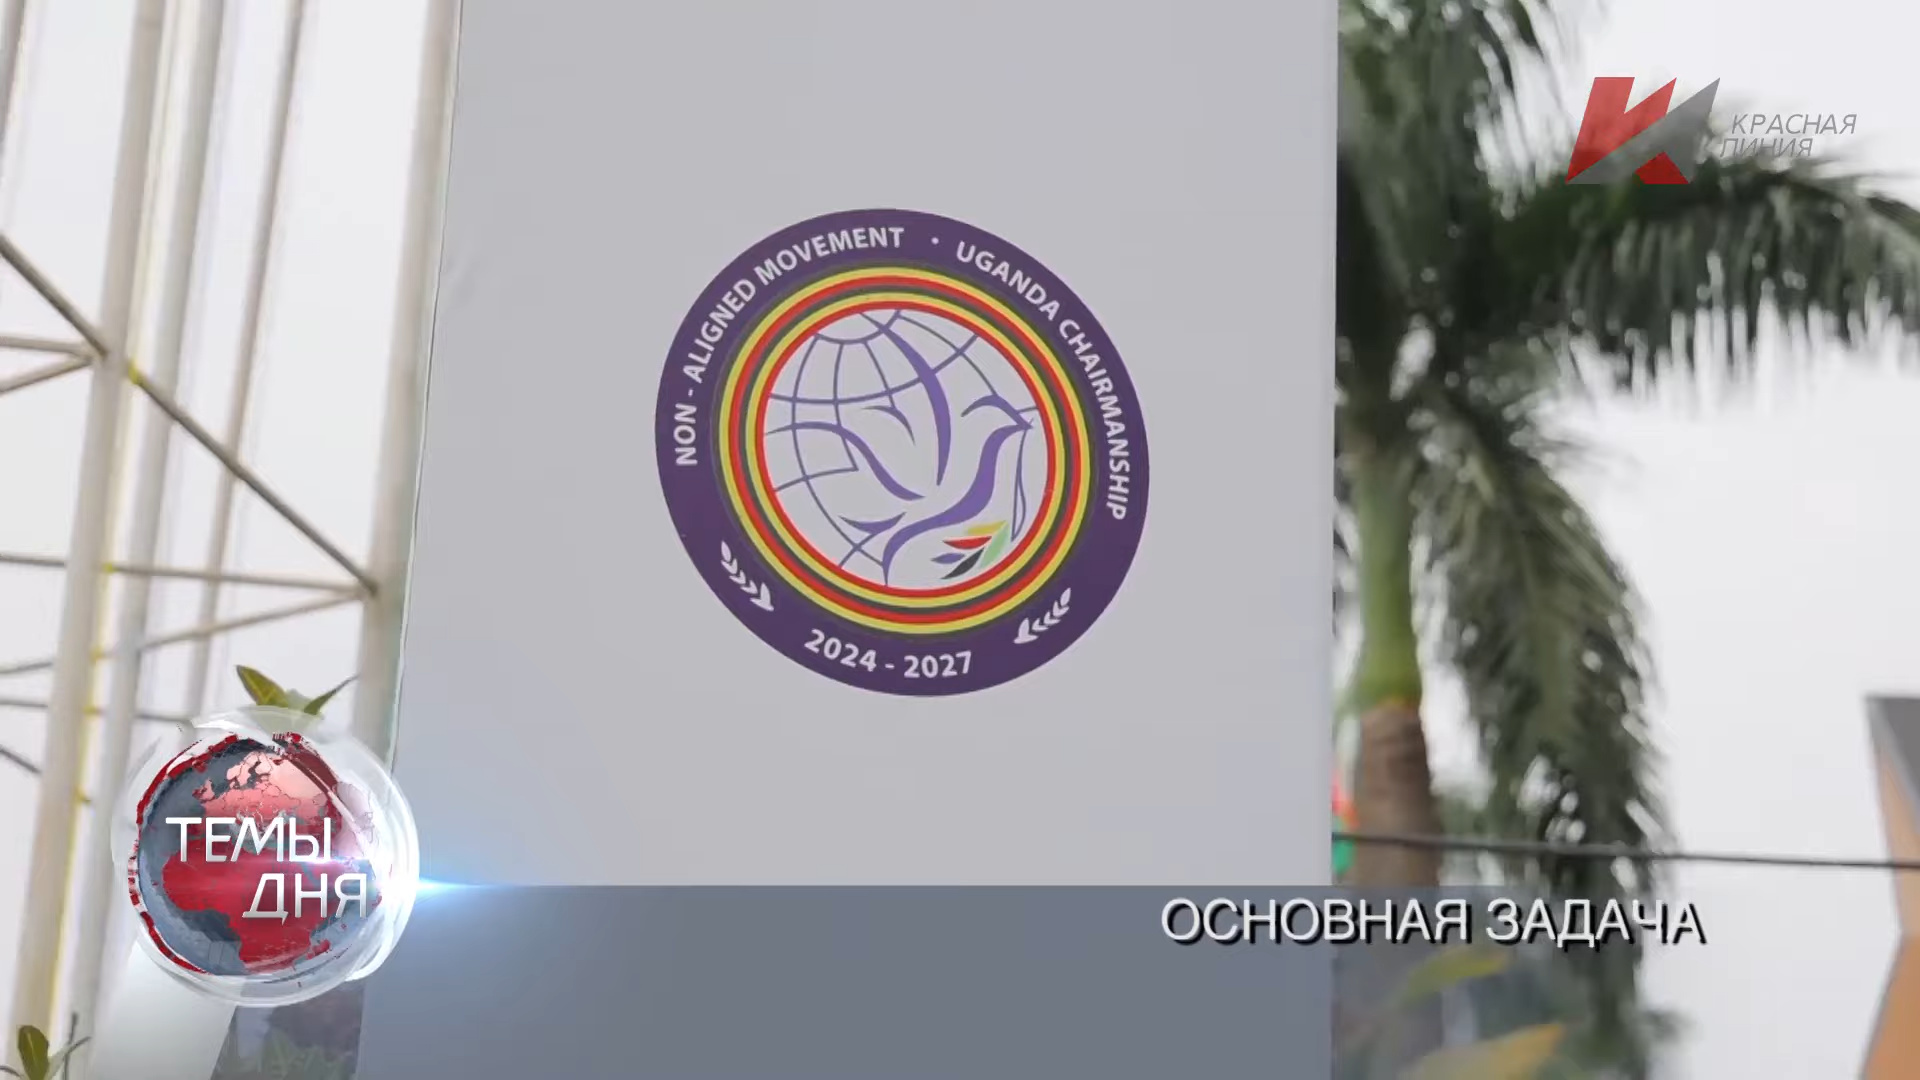 КРАСНАЯ
ЛИНИЯ
NON - ALIGNED MOVEMENT • UGANDA CHAIRMANSHIP
2024 - 2027
ТЕМЫ
ДНЯ
ОСНОВНАЯ ЗАДАЧА